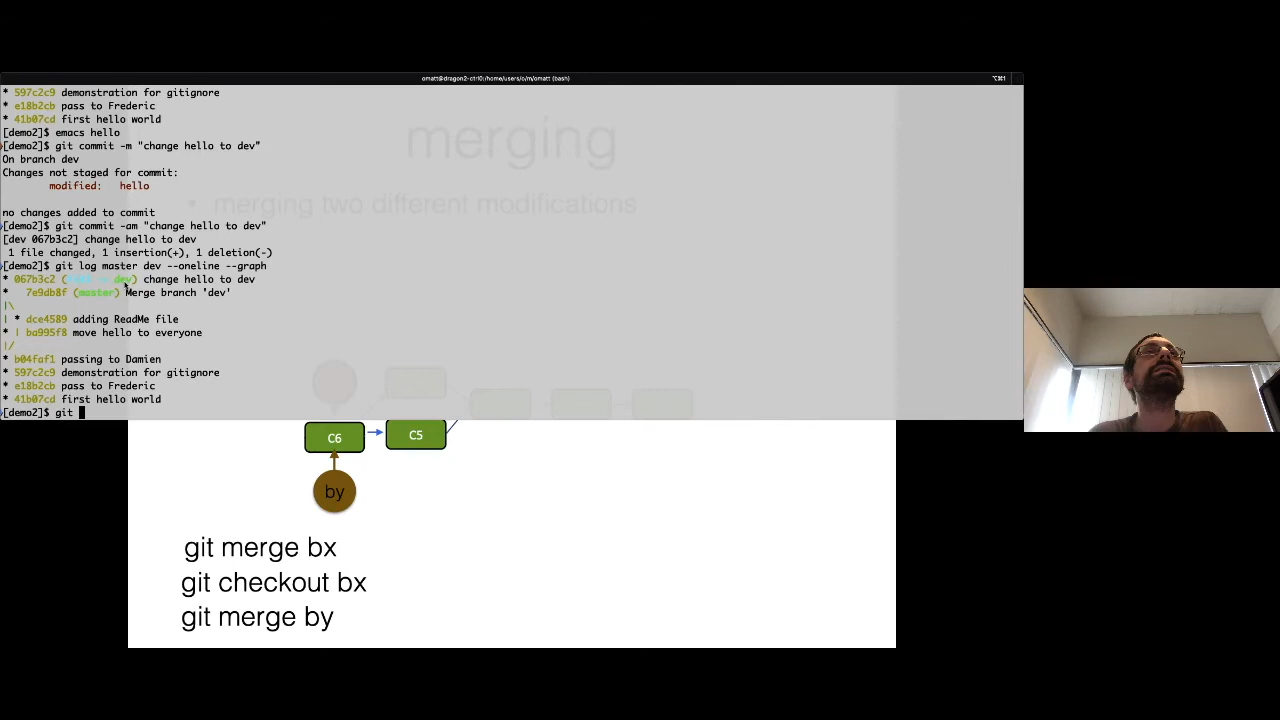 omatt@dragon2-ctrl0:/home/users/o/m/omatt (bash)
⌥⌘1
* 597c2c9 demonstration for gitignore
* e18b2cb pass to Frederic
* 41b07cd first hello world
[demo2]$ emacs hello
[demo2]$ git commit -m "change hello to dev"
On branch dev
Changes not staged for commit:
modified: hello
no changes added to commit
[demo2]$ git commit -am "change hello to dev"
[dev 067b3c2] change hello to dev
1 file changed, 1 insertion(+), 1 deletion(-)
[demo2]$ git log master dev --oneline --graph
* 067b3c2 (HEAD -> dev) change hello to dev
* 7e9db8f (master) Merge branch 'dev'
|\
| * dce4589 adding ReadMe file
* | ba995f8 move hello to everyone
|/
* b04faf1 passing to Damien
* 597c2c9 demonstration for gitignore
* e18b2cb pass to Frederic
* 41b07cd first hello world
[demo2]$ git
merging
• merging two different modifications
C6
C5
by
git merge bx
git checkout bx
git merge by